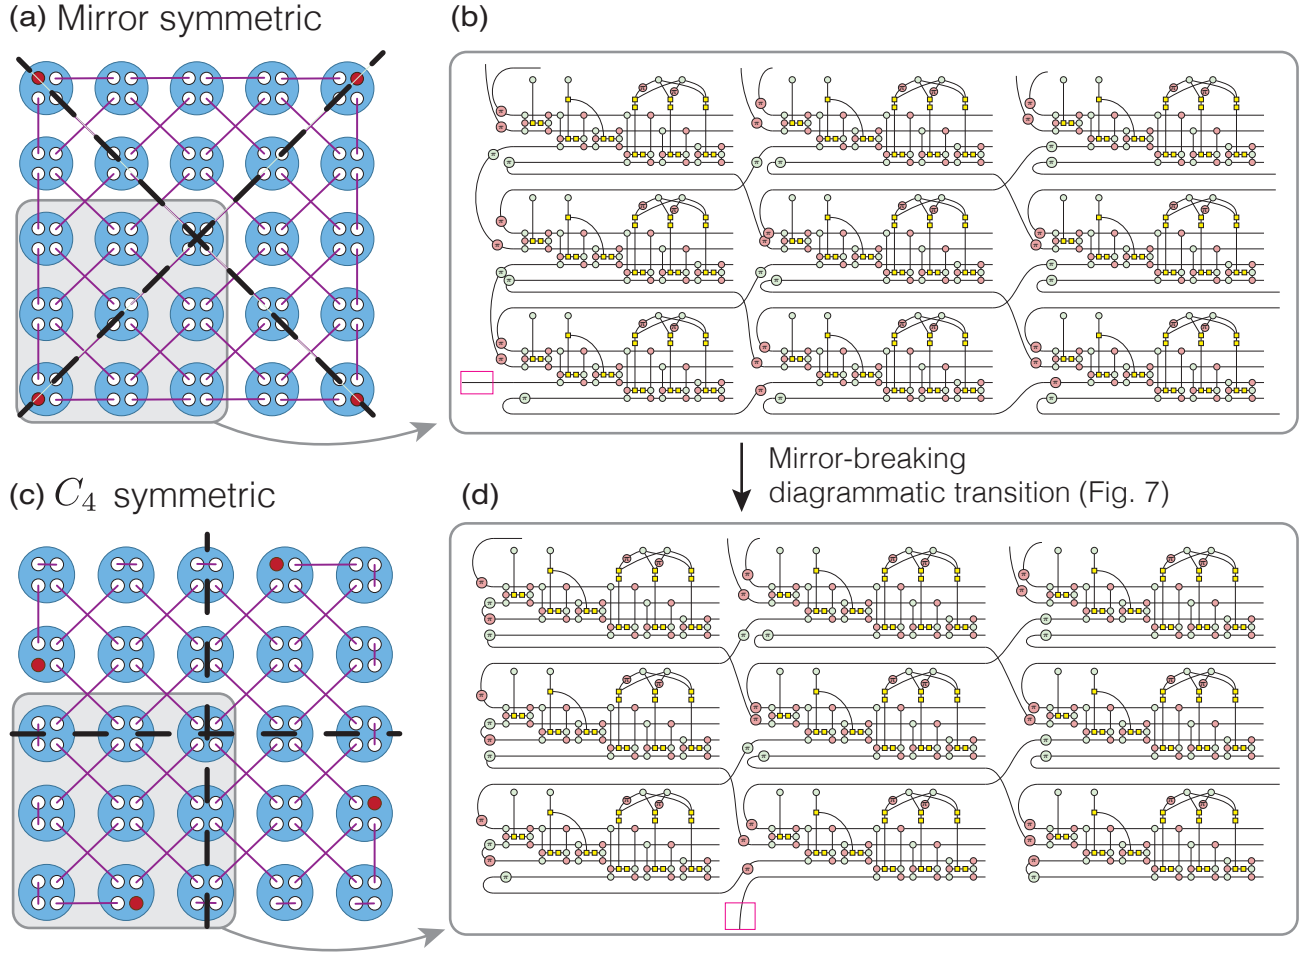 (a) Mirror symmetric
(b)
(c) C4 symmetric
(d)
Mirror-breaking
diagrammatic transition (Fig. 7)